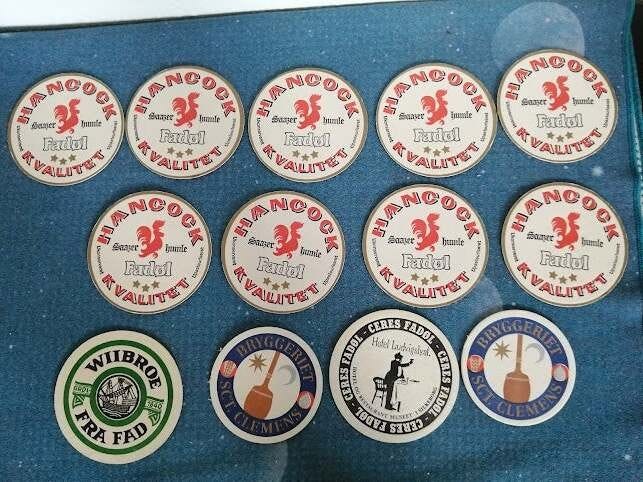 HANCOCK
Saazer humle
Fadøl
KVALITET
HANCOCK
Saazer humle
Fadøl
KVALITET
HANCOCK
Saazer humle
Fadøl
KVALITET
HANCOCK
Saazer humle
Fadøl
KVALITET
HANCOCK
Saazer humle
Fadøl
KVALITET
HANCOCK
Saazer humle
Fadøl
KVALITET
HANCOCK
Saazer humle
Fadøl
KVALITET
HANCOCK
Saazer humle
Fadøl
KVALITET
HANCOCK
Saazer humle
Fadøl
KVALITET
WIIBROE
1840
FRA FAD
BRYGGERIET
SCT. CLEMENS
CERES FADØL - CERES FADØL - CERES FADØL - CERES FADØL -
BRYGGERIET
SCT. CLEMENS